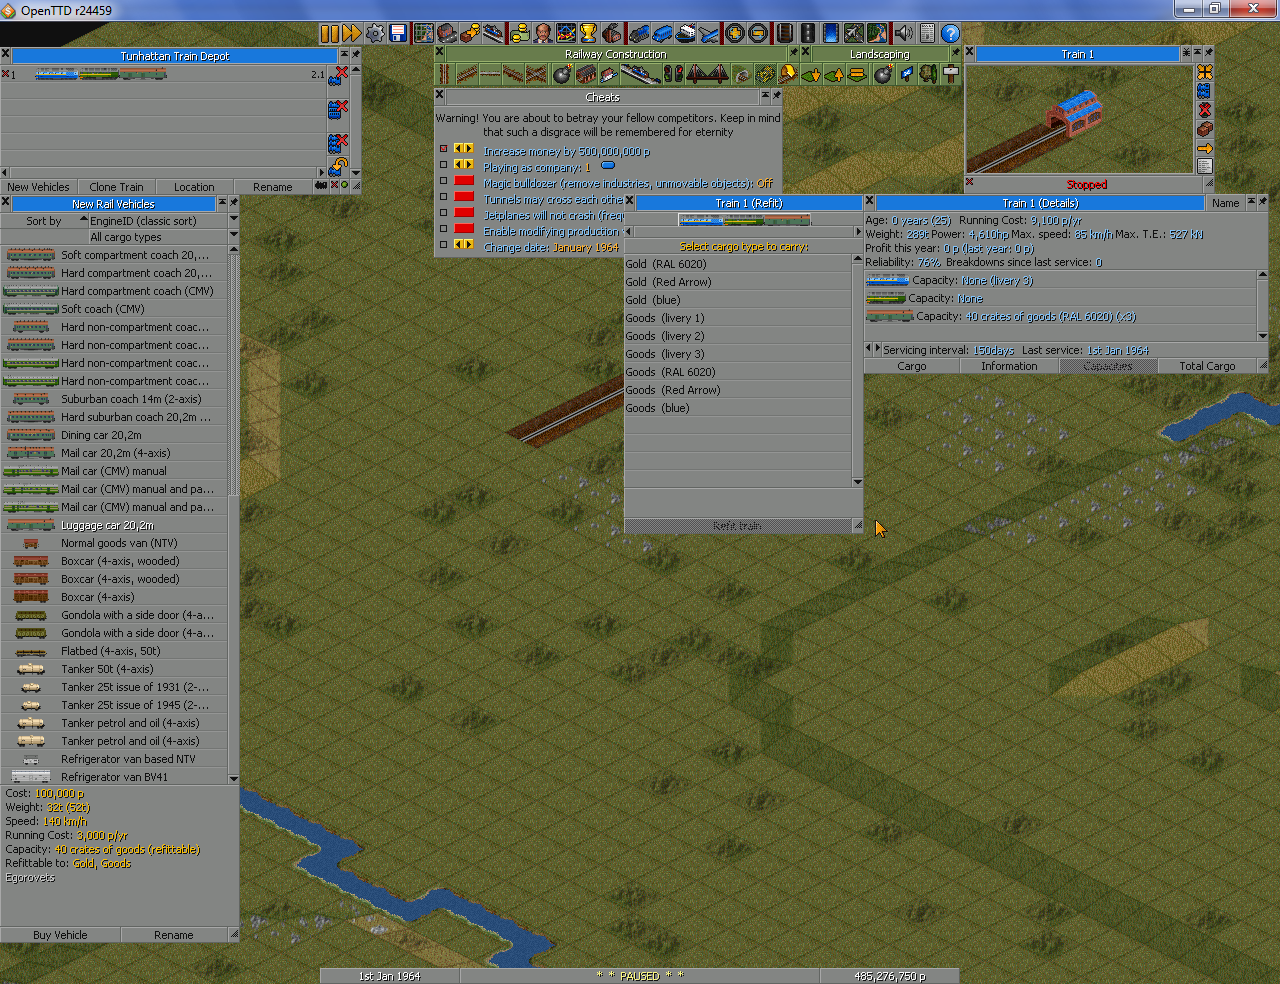 OpenTTD r24459
Tunhattan Train Depot
1
2.1
New Vehicles
Clone Train
Location
Rename
New Rail Vehicles
Sort by
EngineID (classic sort)
All cargo types
Soft compartment coach 20,...
Hard compartment coach 20,...
Hard compartment coach (CMV)
Soft coach (CMV)
Hard non-compartment coac...
Hard non-compartment coac...
Hard non-compartment coac...
Hard non-compartment coac...
Suburban coach 14m (2-axis)
Hard suburban coach 20,2m ...
Dining car 20,2m
Mail car 20,2m (4-axis)
Mail car (CMV) manual
Mail car (CMV) manual and pa...
Mail car (CMV) manual and pa...
Luggage car 20,2m
Normal goods van (NTV)
Boxcar (4-axis, wooded)
Boxcar (4-axis, wooded)
Boxcar (4-axis)
Gondola with a side door (4-a...
Gondola with a side door (4-a...
Flatbed (4-axis, 50t)
Tanker 50t (4-axis)
Tanker 25t issue of 1931 (2-...
Tanker 25t issue of 1945 (2-...
Tanker petrol and oil (4-axis)
Tanker petrol and oil (4-axis)
Refrigerator van based NTV
Refrigerator van BV41
Cost: 100,000 p
Weight: 32t (52t)
Speed: 140 km/h
Running Cost: 3,000 p/yr
Capacity: 40 crates of goods (refittable)
Refittable to: Gold, Goods
Egorovets
Buy Vehicle
Rename
Railway Construction
Landscaping
Cheats
Warning! You are about to betray your fellow competitors. Keep in mind
that such a disgrace will be remembered for eternity
Increase money by 500,000,000 p
Playing as company: 1
Magic bulldozer (remove industries, unmovable objects): Off
Tunnels may cross each othe
Jetplanes will not crash (freq
Enable modifying production
Change date: January 1964
Train 1 (Refit)
Select cargo type to carry:
Gold (RAL 6020)
Gold (Red Arrow)
Gold (blue)
Goods (livery 1)
Goods (livery 2)
Goods (livery 3)
Goods (RAL 6020)
Goods (Red Arrow)
Goods (blue)
Refit train
Train 1
Stopped
Train 1 (Details)
Name
Age: 0 years (25) Running Cost: 9,100 p/yr
Weight: 289t Power: 4,610hp Max. speed: 85 km/h Max. T.E.: 527 kN
Profit this year: 0 p (last year: 0 p)
Reliability: 76% Breakdowns since last service: 0
Capacity: None (livery 3)
Capacity: None
Capacity: 40 crates of goods (RAL 6020) (x3)
Servicing interval: 150days Last service: 1st Jan 1964
Cargo
Information
Capacities
Total Cargo
1st Jan 1964
* * PAUSED * *
485,276,750 p